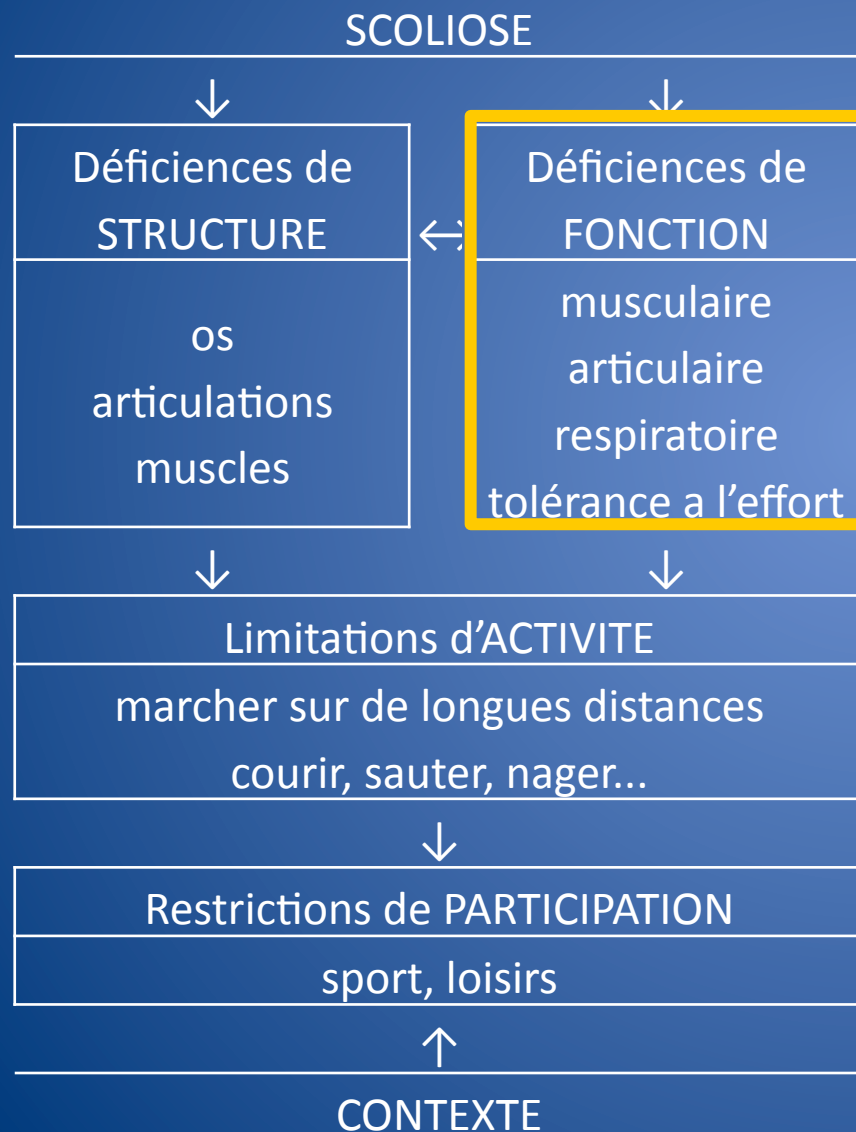 SCOLIOSE
↓ ↓
Déficiences de
STRUCTURE
↔
Déficiences de
FONCTION
os
articulations
muscles
musculaire
articulaire
respiratoire
tolérance a l’effort
↓ ↓
Limitations d’ACTIVITE
marcher sur de longues distances
courir, sauter, nager...
↓
Restrictions de PARTICIPATION
sport, loisirs
↑
CONTEXTE